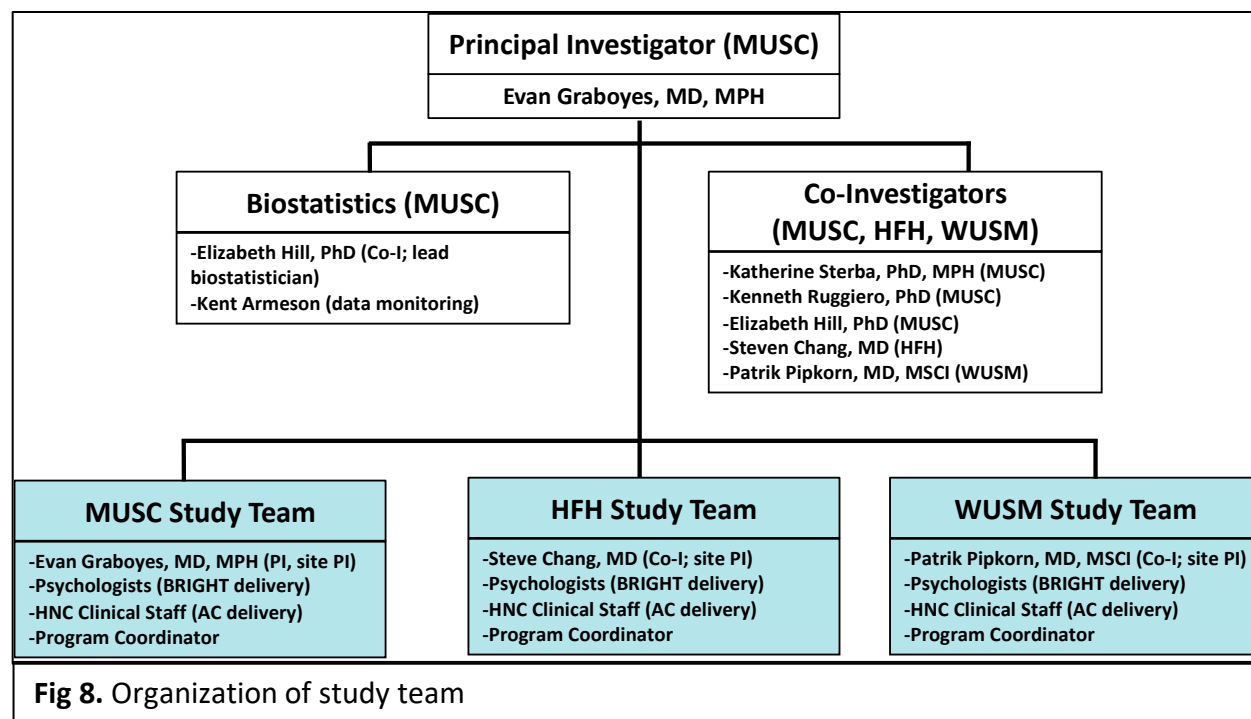 Principal Investigator (MUSC)
Evan Graboyes, MD, MPH
Biostatistics (MUSC)
-Elizabeth Hill, PhD (Co-I; lead
biostatistician)
-Kent Armeson (data monitoring)
Co-Investigators
(MUSC, HFH, WUSM)
-Katherine Sterba, PhD, MPH (MUSC)
-Kenneth Ruggiero, PhD (MUSC)
-Elizabeth Hill, PhD (MUSC)
-Steven Chang, MD (HFH)
-Patrik Pipkorn, MD, MSCI (WUSM)
MUSC Study Team
-Evan Graboyes, MD, MPH (PI, site PI)
-Psychologists (BRIGHT delivery)
-HNC Clinical Staff (AC delivery)
-Program Coordinator
HFH Study Team
-Steve Chang, MD (Co-I; site PI)
-Psychologists (BRIGHT delivery)
-HNC Clinical Staff (AC delivery)
-Program Coordinator
WUSM Study Team
-Patrik Pipkorn, MD, MSCI (Co-I; site PI)
-Psychologists (BRIGHT delivery)
-HNC Clinical Staff (AC delivery)
-Program Coordinator
Fig 8. Organization of study team